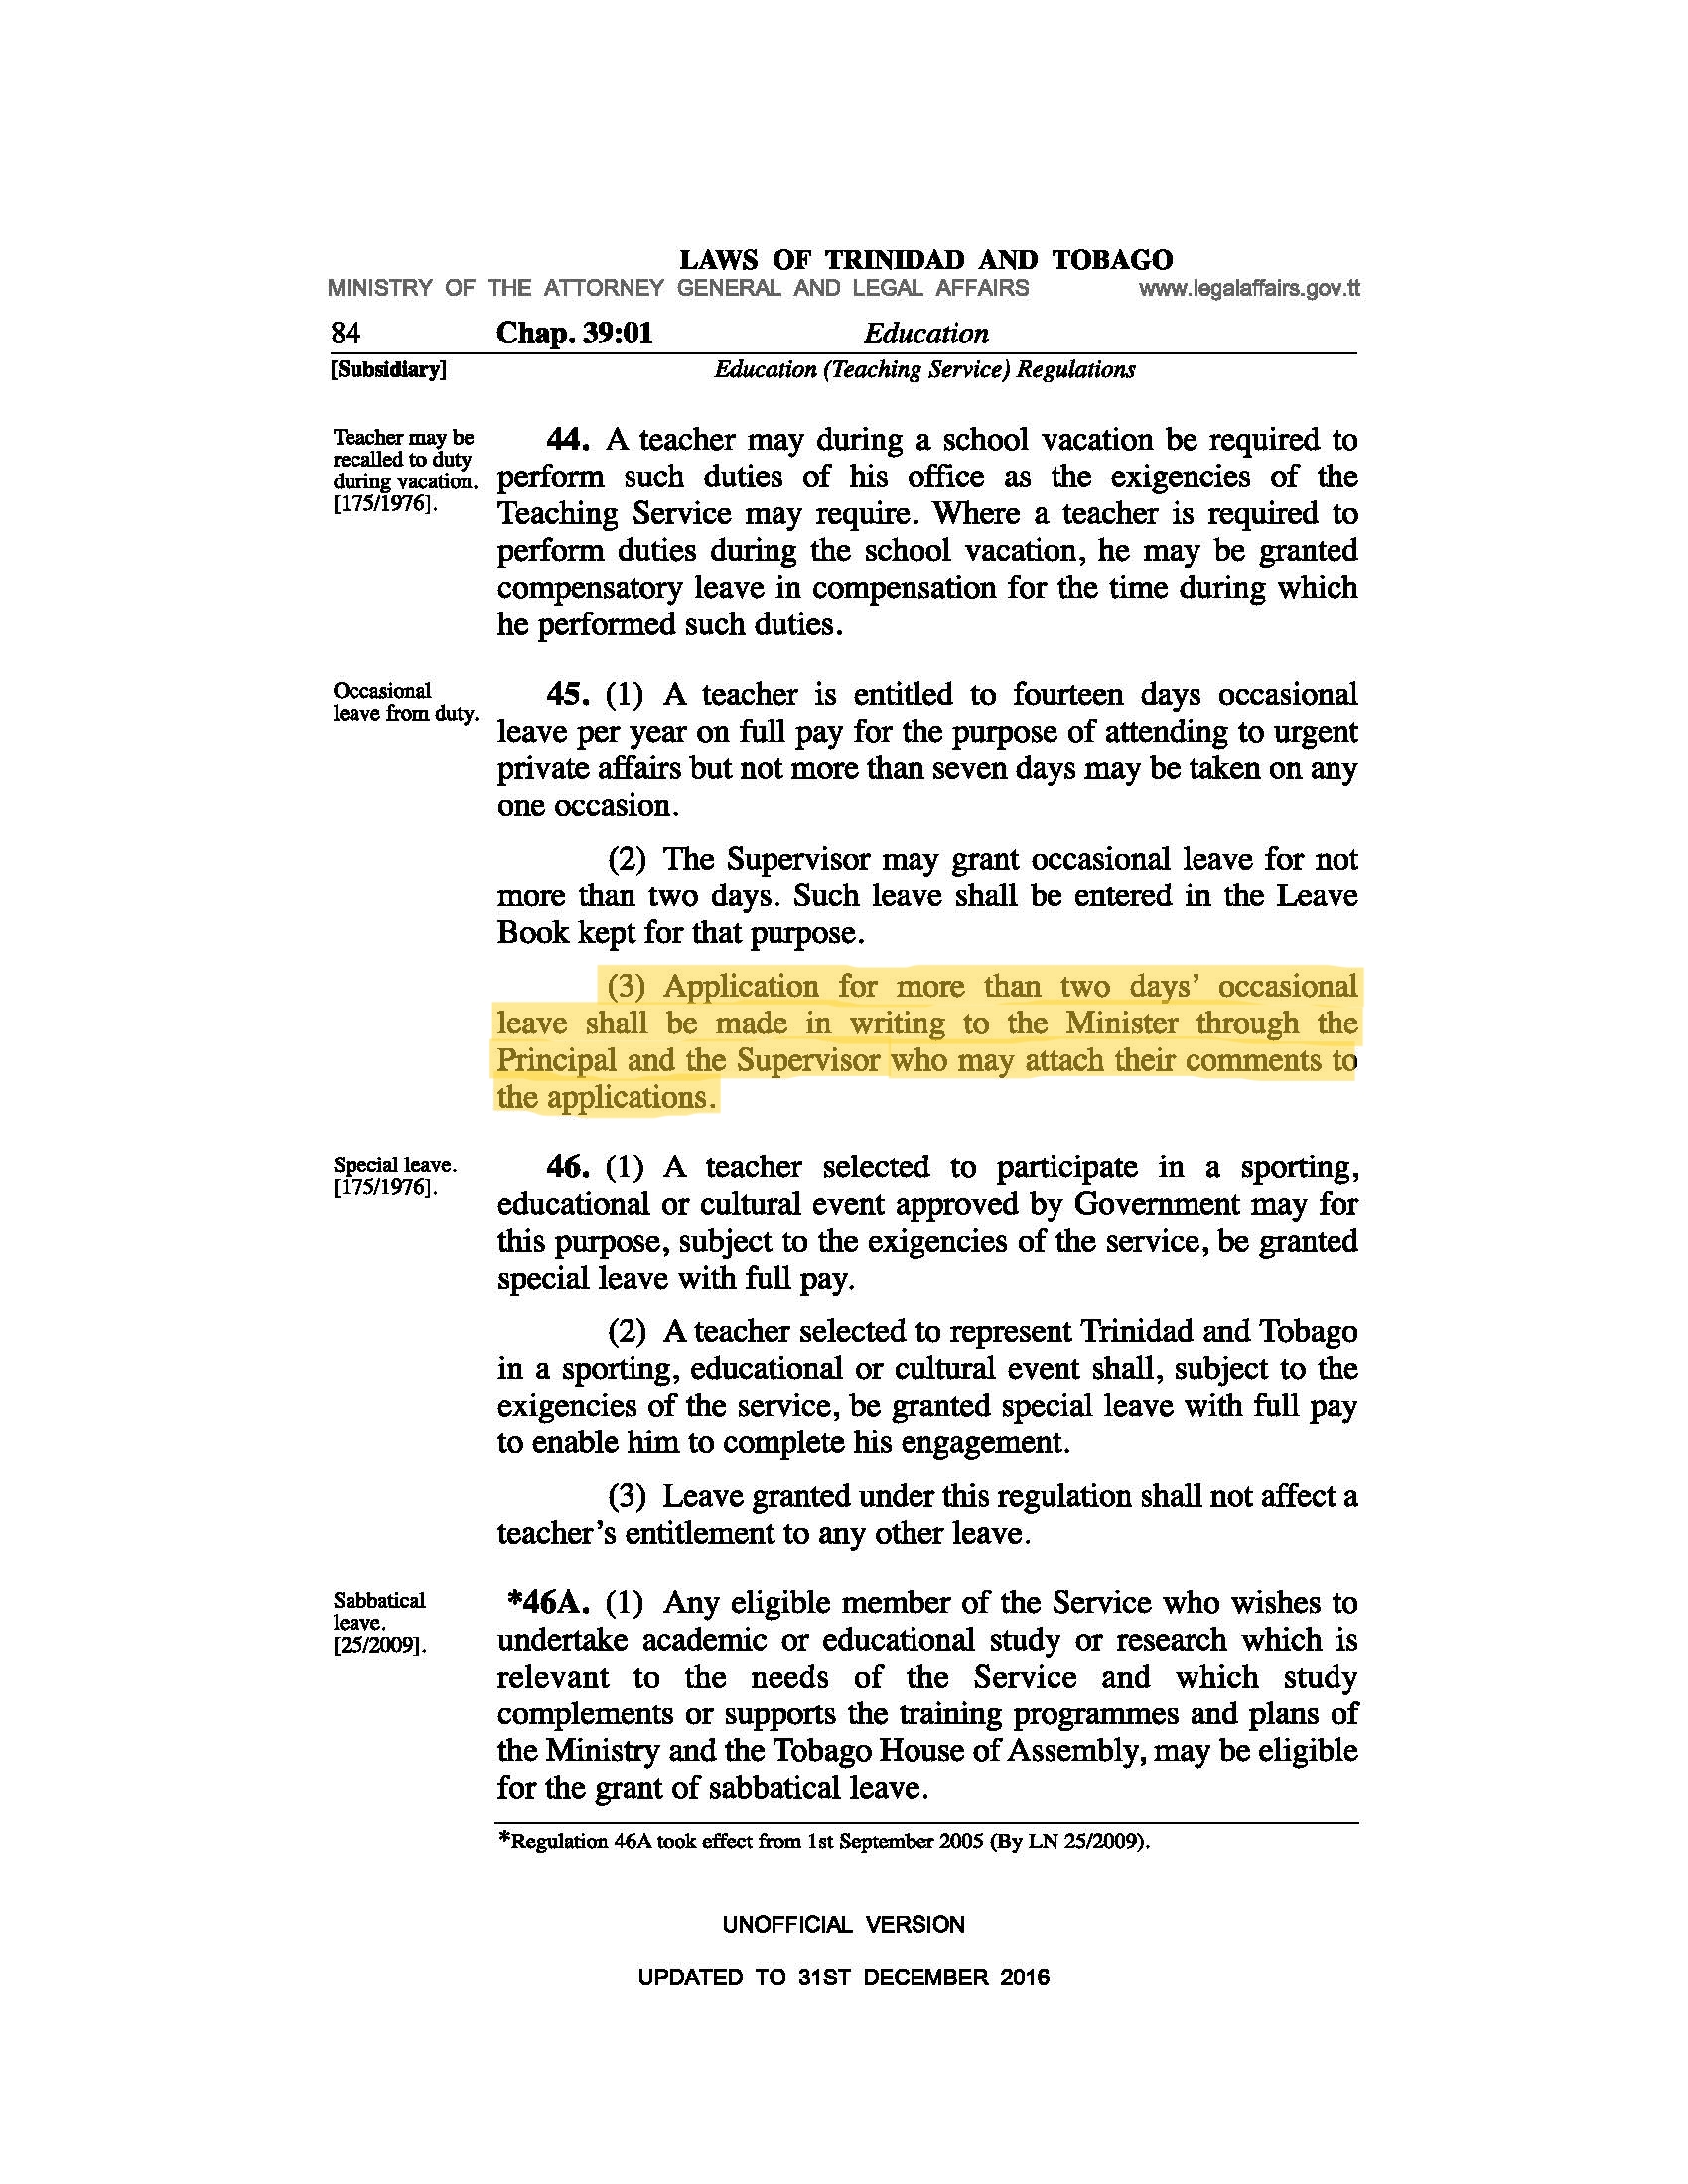 LAWS OF TRINIDAD AND TOBAGO
MINISTRY OF THE ATTORNEY GENERAL AND LEGAL AFFAIRS www.legalaffairs.gov.tt
84 Chap. 39:01 Education
[Subsidiary] Education (Teaching Service) Regulations
Teacher may be
recalled to duty
during vacation.
[175/1976].
44. A teacher may during a school vacation be required to
perform such duties of his office as the exigencies of the
Teaching Service may require. Where a teacher is required to
perform duties during the school vacation, he may be granted
compensatory leave in compensation for the time during which
he performed such duties.
Occasional
leave from duty.
45. (1) A teacher is entitled to fourteen days occasional
leave per year on full pay for the purpose of attending to urgent
private affairs but not more than seven days may be taken on any
one occasion.
(2) The Supervisor may grant occasional leave for not
more than two days. Such leave shall be entered in the Leave
Book kept for that purpose.
(3) Application for more than two days’ occasional
leave shall be made in writing to the Minister through the
Principal and the Supervisor who may attach their comments to
the applications.
Special leave.
[175/1976].
46. (1) A teacher selected to participate in a sporting,
educational or cultural event approved by Government may for
this purpose, subject to the exigencies of the service, be granted
special leave with full pay.
(2) A teacher selected to represent Trinidad and Tobago
in a sporting, educational or cultural event shall, subject to the
exigencies of the service, be granted special leave with full pay
to enable him to complete his engagement.
(3) Leave granted under this regulation shall not affect a
teacher’s entitlement to any other leave.
Sabbatical
leave.
[25/2009].
*46A. (1) Any eligible member of the Service who wishes to
undertake academic or educational study or research which is
relevant to the needs of the Service and which study
complements or supports the training programmes and plans of
the Ministry and the Tobago House of Assembly, may be eligible
for the grant of sabbatical leave.
*Regulation 46A took effect from 1st September 2005 (By LN 25/2009).
UNOFFICIAL VERSION
UPDATED TO 31ST DECEMBER 2016